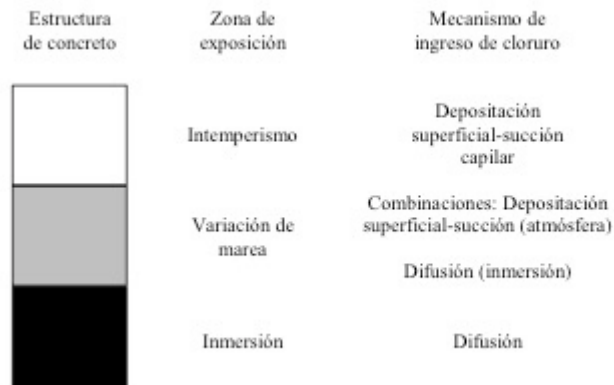 Estructura
de concreto
Zona de
exposición
Mecanismo de
ingreso de cloruro
Intemperismo
Depositación
superficial-succión
capilar
Variación de
marea
Combinaciones: Depositación
superficial-succión (atmósfera)
Difusión (inmersión)
Inmersión
Difusión